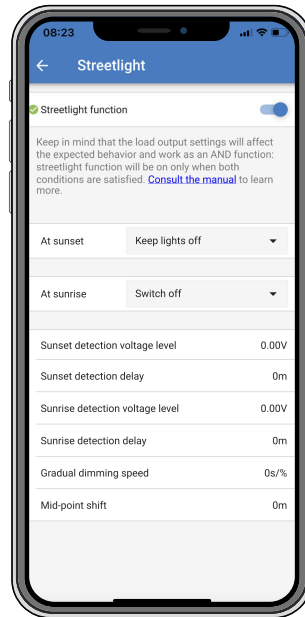 08:23
Streetlight
Streetlight function
Keep in mind that the load output settings will affect
the expected behavior and work as an AND function:
streetlight function will be on only when both
conditions are satisfied. Consult the manual to learn
more.
At sunset Keep lights off
At sunrise Switch off
Sunset detection voltage level 0.00V
Sunset detection delay 0m
Sunrise detection voltage level 0.00V
Sunrise detection delay 0m
Gradual dimming speed 0s/%
Mid-point shift 0m